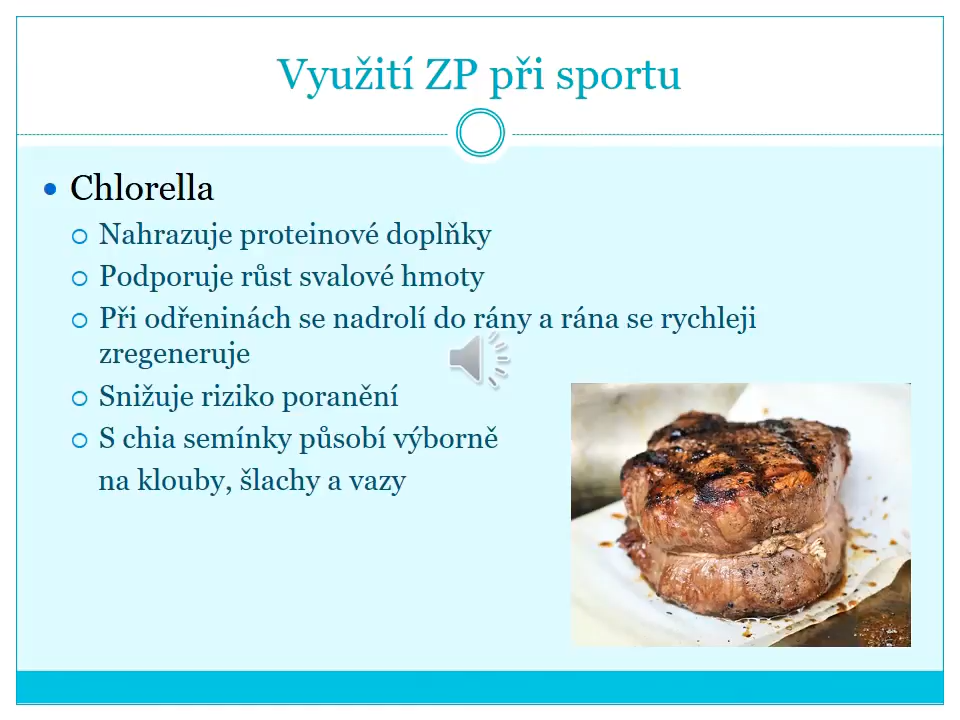 Využití ZP při sportu
Chlorella
Nahrazuje proteinové doplňky
Podporuje růst svalové hmoty
Při odřeninách se nadrolí do rány a rána se rychleji
zregeneruje
Snižuje riziko poranění
S chia semínky působí výborně
na klouby, šlachy a vazy